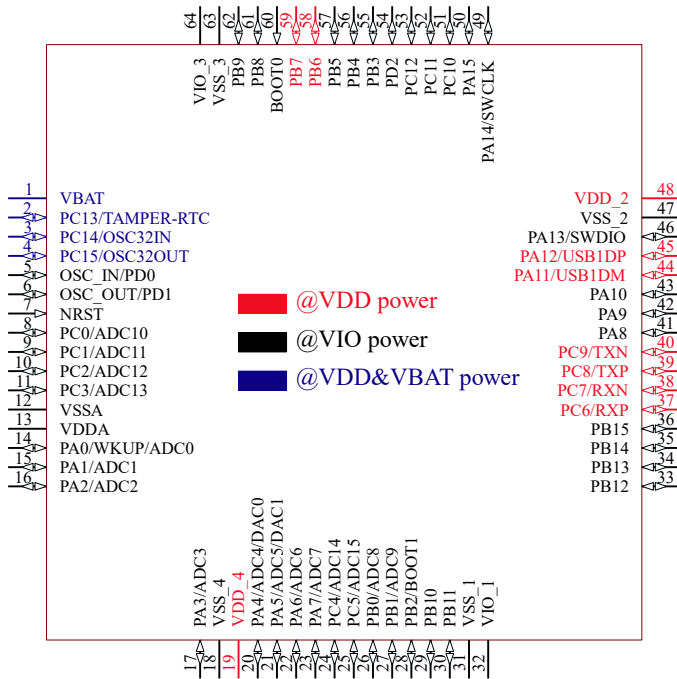 64 63 62 61 60 59 58 57 56 55 54 53 52 51 50 49
VIO_3
VSS_3
PB9
PB8
BOOT0
PB7
PB6
PB5
PB4
PB3
PD2
PC12
PC11
PC10
PA15
PA14/SWCLK
1 VBAT
2 PC13/TAMPER-RTC
3 PC14/OSC32IN
4 PC15/OSC32OUT
5 OSC_IN/PD0
6 OSC_OUT/PD1
7 NRST
8 PC0/ADC10
9 PC1/ADC11
10 PC2/ADC12
11 PC3/ADC13
12 VSSA
13 VDDA
14 PA0/WKUP/ADC0
15 PA1/ADC1
16 PA2/ADC2
@VDD power
@VIO power
@VDD&VBAT power
VDD_2 48
VSS_2 47
PA13/SWDIO 46
PA12/USB1DP 45
PA11/USB1DM 44
PA10 43
PA9 42
PA8 41
PC9/TXN 40
PC8/TXP 39
PC7/RXN 38
PC6/RXP 37
PB15 36
PB14 35
PB13 34
PB12 33
PA3/ADC3
VSS_4
VDD_4
PA4/ADC4/DAC0
PA5/ADC5/DAC1
PA6/ADC6
PA7/ADC7
PC4/ADC14
PC5/ADC15
PB0/ADC8
PB1/ADC9
PB2/BOOT1
PB10
PB11
VSS_1
VIO_1
17 18 19 20 21 22 23 24 25 26 27 28 29 30 31 32